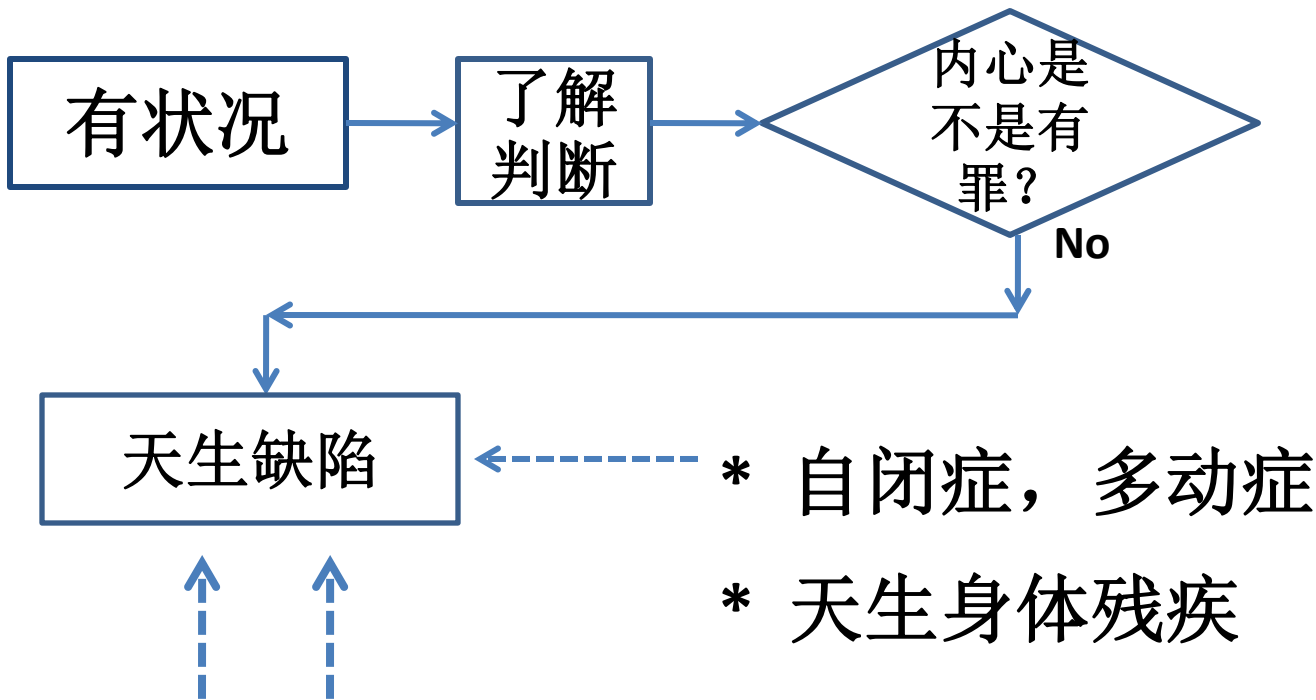 有状况
了解
判断
内心是
不是有
罪？
No
天生缺陷
* 自闭症，多动症
* 天生身体残疾